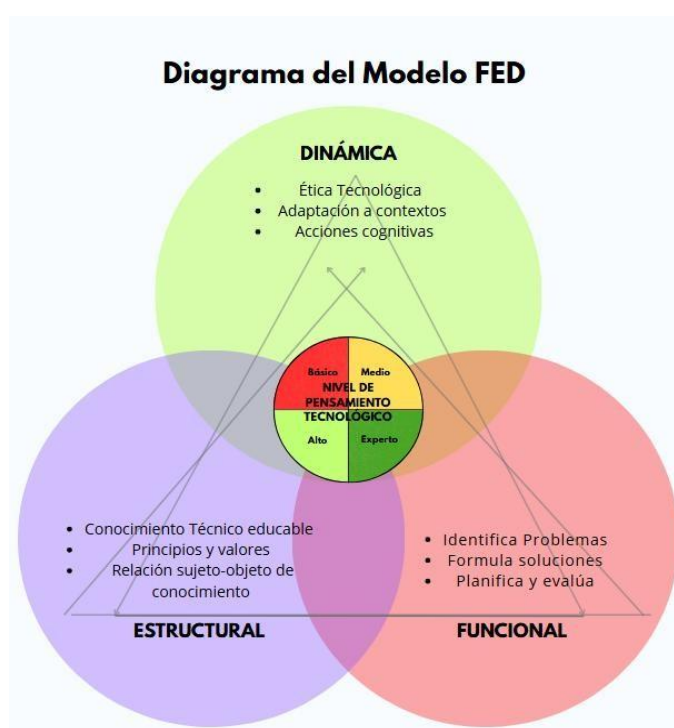 Diagrama del Modelo FED
DINÁMICA
• Ética Tecnológica
• Adaptación a contextos
• Acciones cognitivas
Básico Medio
NIVEL DE
PENSAMIENTO
TECNOLÓGICO
Alto Experto
• Conocimiento Técnico educable
• Principios y valores
• Relación sujeto-objeto de
conocimiento
ESTRUCTURAL
• Identifica Problemas
• Formula soluciones
• Planifica y evalúa
FUNCIONAL